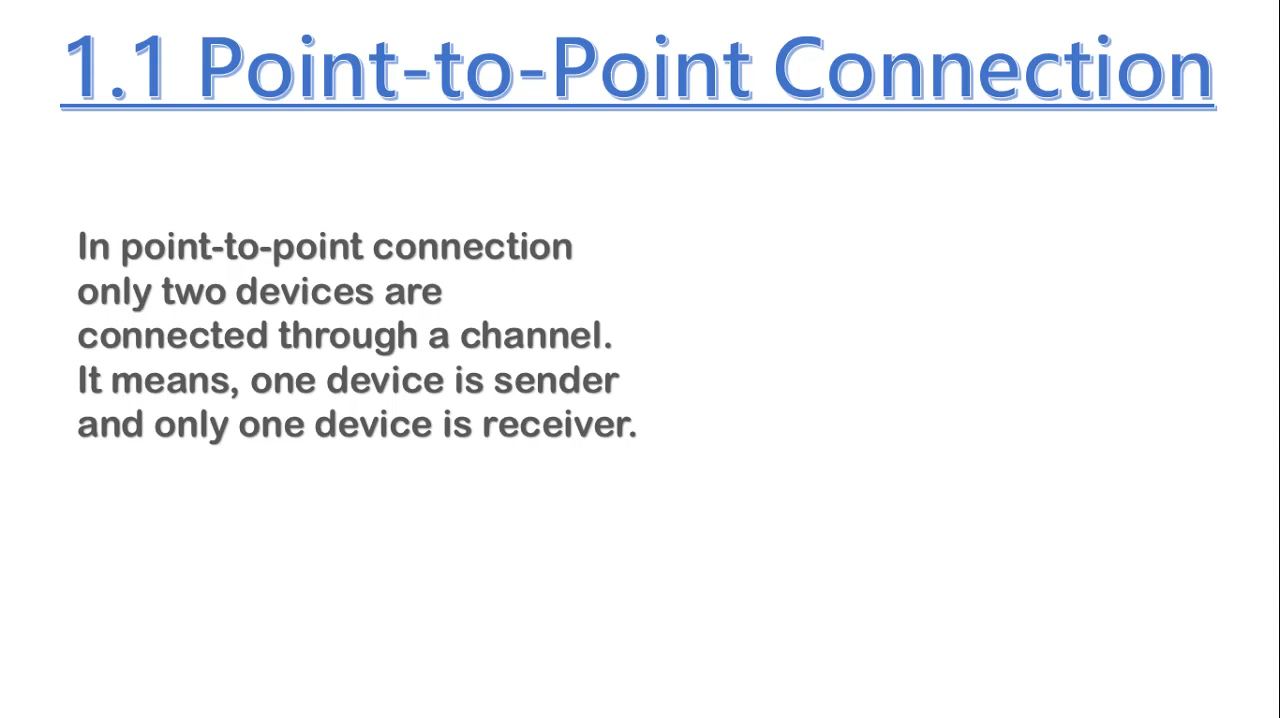 1.1 Point-to-Point Connection
In point-to-point connection
only two devices are
connected through a channel.
It means, one device is sender
and only one device is receiver.